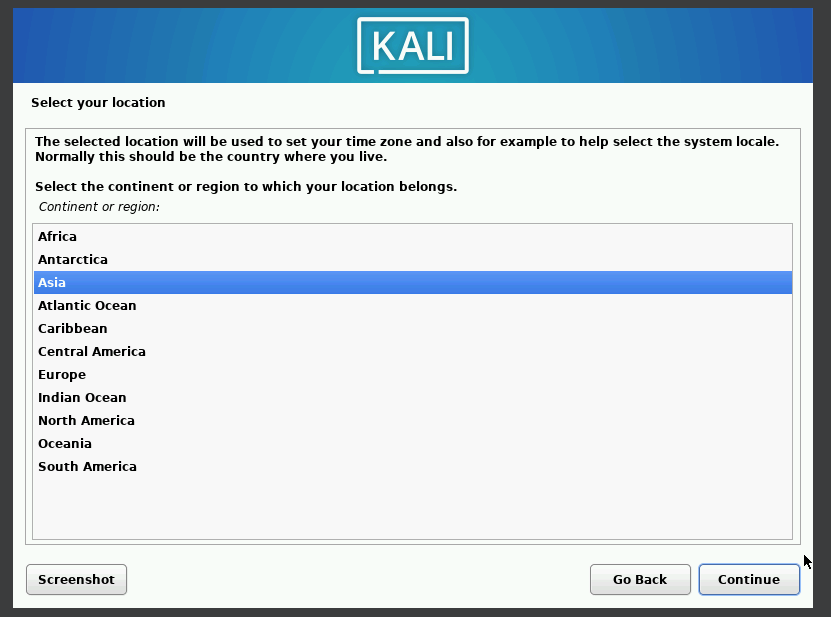 KALI
Select your location
The selected location will be used to set your time zone and also for example to help select the system locale.
Normally this should be the country where you live.
Select the continent or region to which your location belongs.
Continent or region:
Africa
Antarctica
Asia
Atlantic Ocean
Caribbean
Central America
Europe
Indian Ocean
North America
Oceania
South America
Screenshot
Go Back
Continue